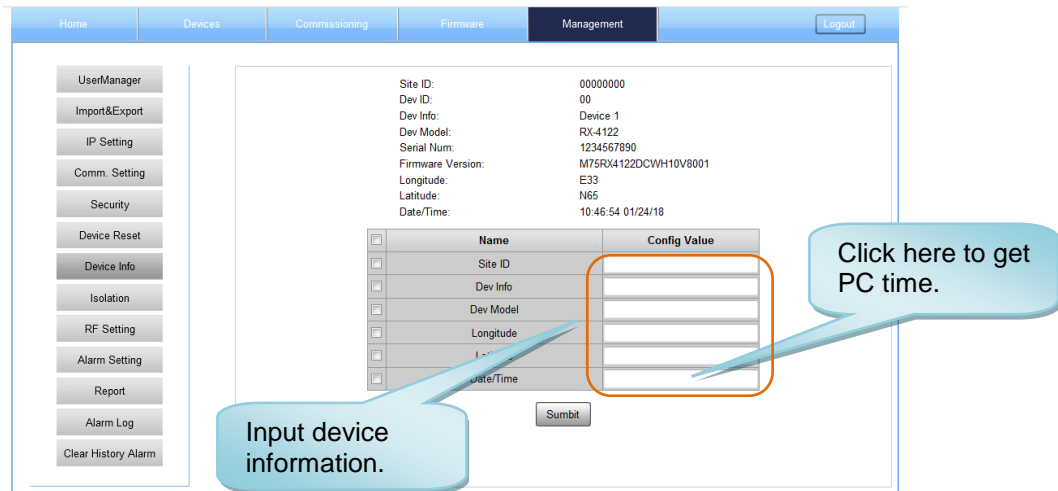 Home Devices Commissioning Firmware Management Logout
UserManager
Import&Export
IP Setting
Comm. Setting
Security
Device Reset
Device Info
Isolation
RF Setting
Alarm Setting
Report
Alarm Log
Clear History Alarm
Site ID: 00000000
Dev ID: 00
Dev Info: Device 1
Dev Model: RX-4122
Serial Num: 1234567890
Firmware Version: M75RX4122DCWH10V8001
Longitude: E33
Latitude: N65
Date/Time: 10:46:54 01/24/18
Name Config Value
Site ID
Dev Info
Dev Model
Longitude
Date/Time
Sumbit
Click here to get
PC time.
Input device
information.